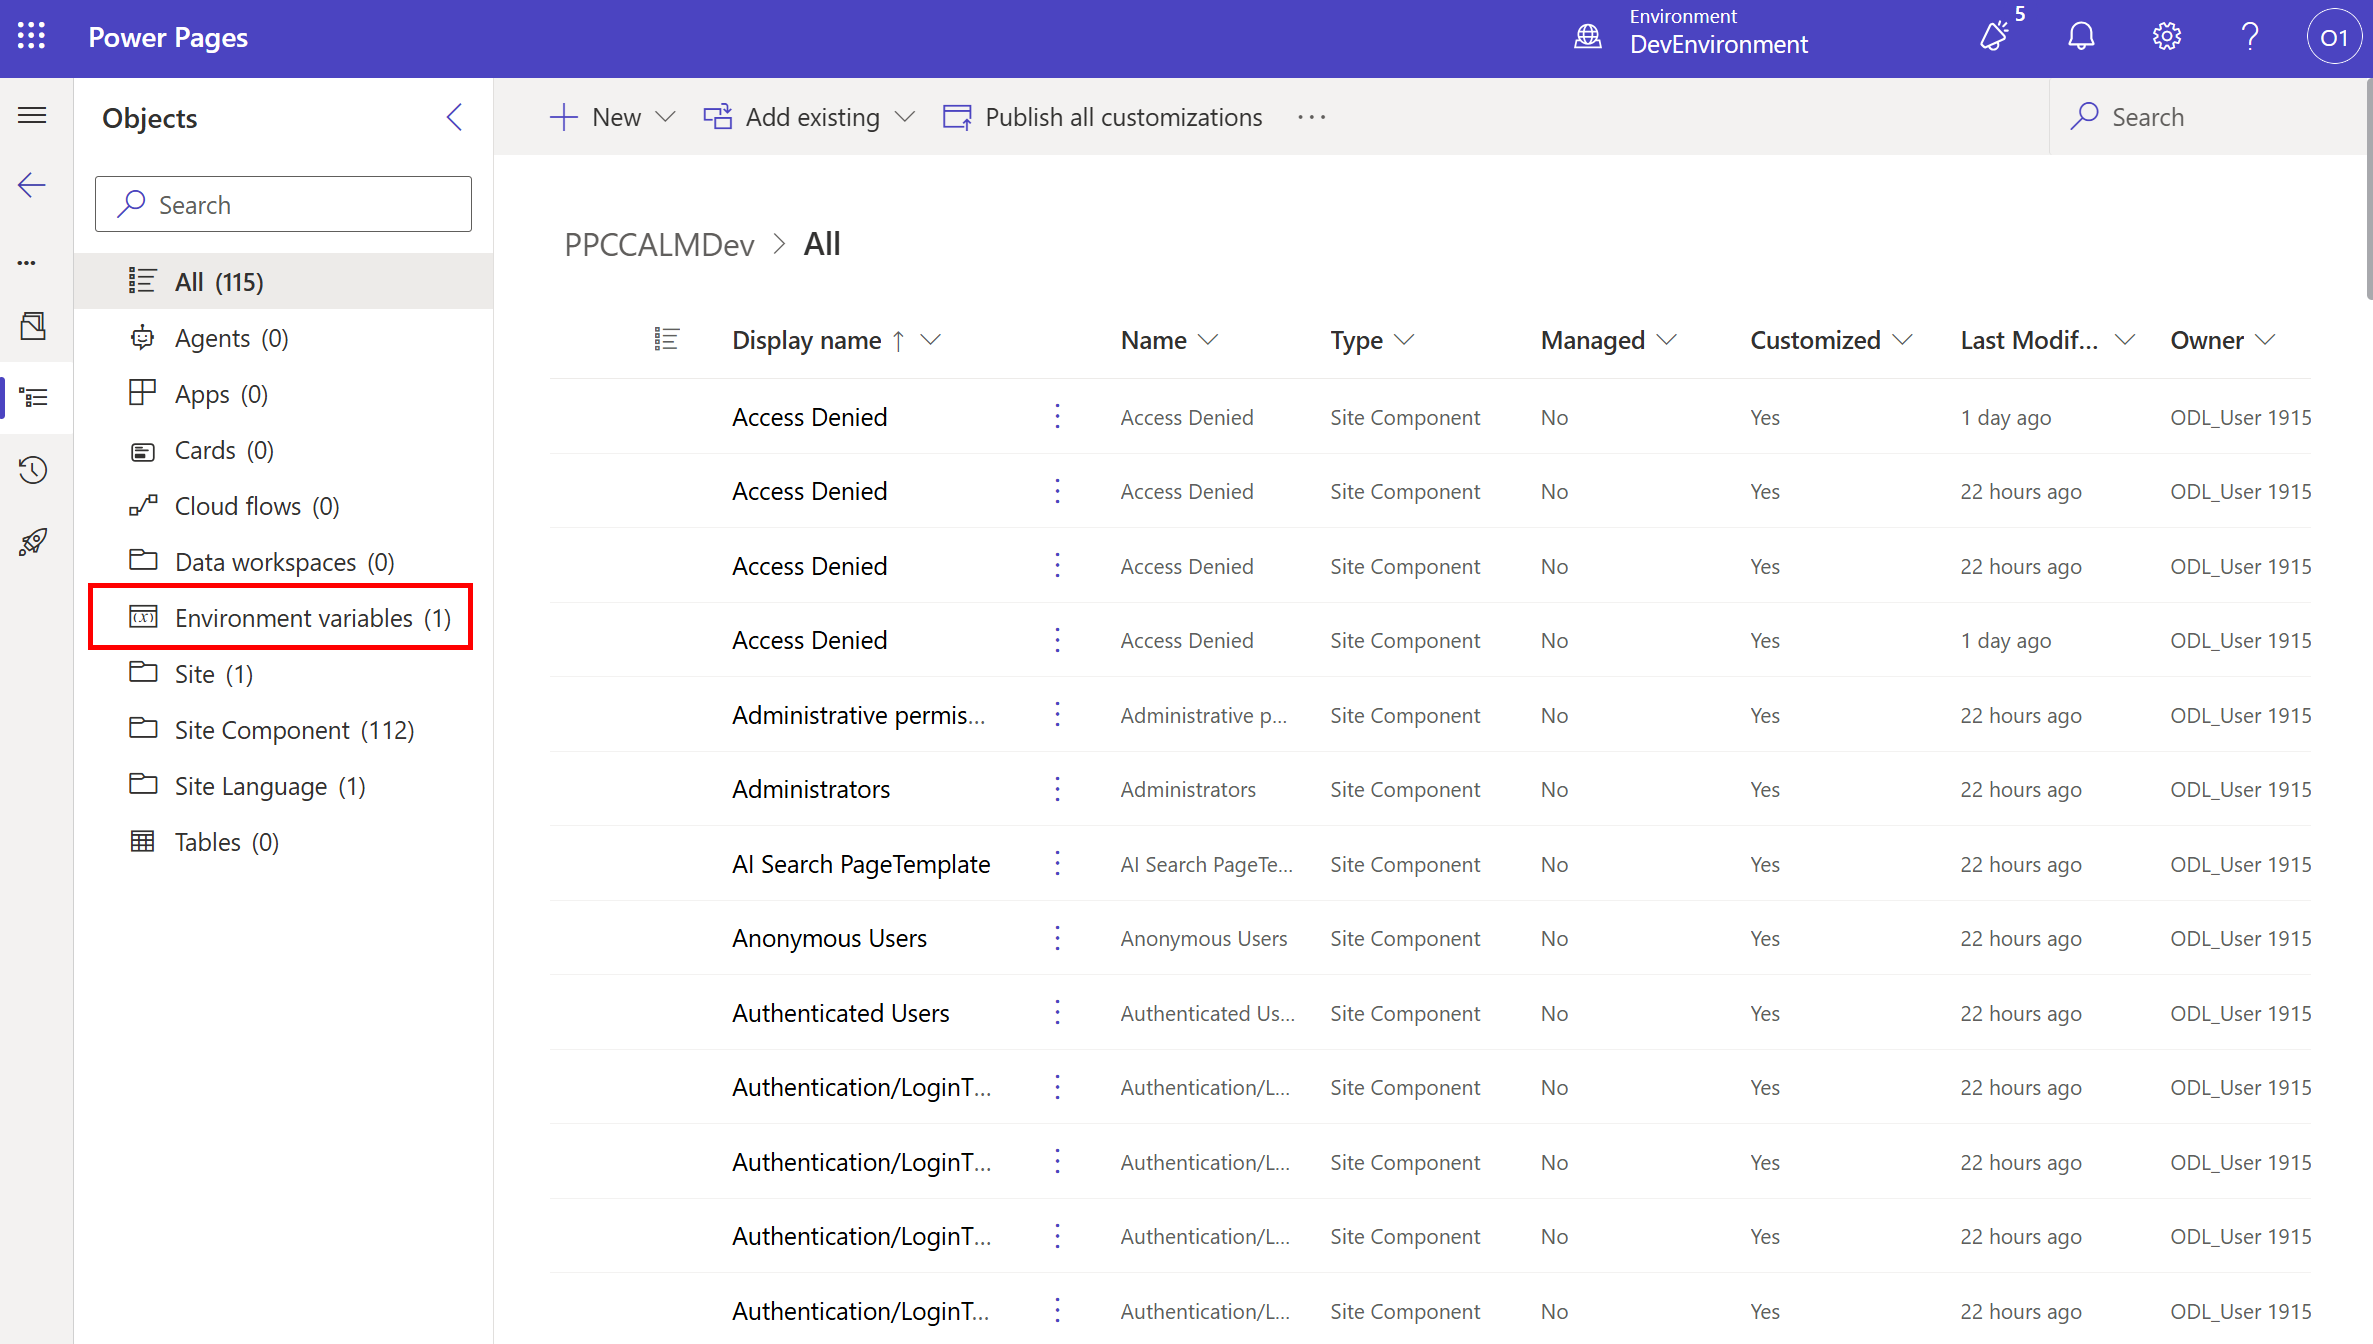 Power Pages
Environment
DevEnvironment
5
O1
Objects
New
Add existing
Publish all customizations
Search
Search
All (115)
Agents (0)
Apps (0)
Cards (0)
Cloud flows (0)
Data workspaces (0)
Environment variables (1)
Site (1)
Site Component (112)
Site Language (1)
Tables (0)
PPCCALMDev > All
Display name Name Type Managed Customized Last Modif... Owner
Access Denied Access Denied Site Component No Yes 1 day ago ODL_User 1915
Access Denied Access Denied Site Component No Yes 22 hours ago ODL_User 1915
Access Denied Access Denied Site Component No Yes 22 hours ago ODL_User 1915
Access Denied Access Denied Site Component No Yes 1 day ago ODL_User 1915
Administrative permis... Administrative p... Site Component No Yes 22 hours ago ODL_User 1915
Administrators Administrators Site Component No Yes 22 hours ago ODL_User 1915
AI Search PageTemplate AI Search PageTe... Site Component No Yes 22 hours ago ODL_User 1915
Anonymous Users Anonymous Users Site Component No Yes 22 hours ago ODL_User 1915
Authenticated Users Authenticated Us... Site Component No Yes 22 hours ago ODL_User 1915
Authentication/LoginT... Authentication/L... Site Component No Yes 22 hours ago ODL_User 1915
Authentication/LoginT... Authentication/L... Site Component No Yes 22 hours ago ODL_User 1915
Authentication/LoginT... Authentication/L... Site Component No Yes 22 hours ago ODL_User 1915
Authentication/LoginT... Authentication/L... Site Component No Yes 22 hours ago ODL_User 1915